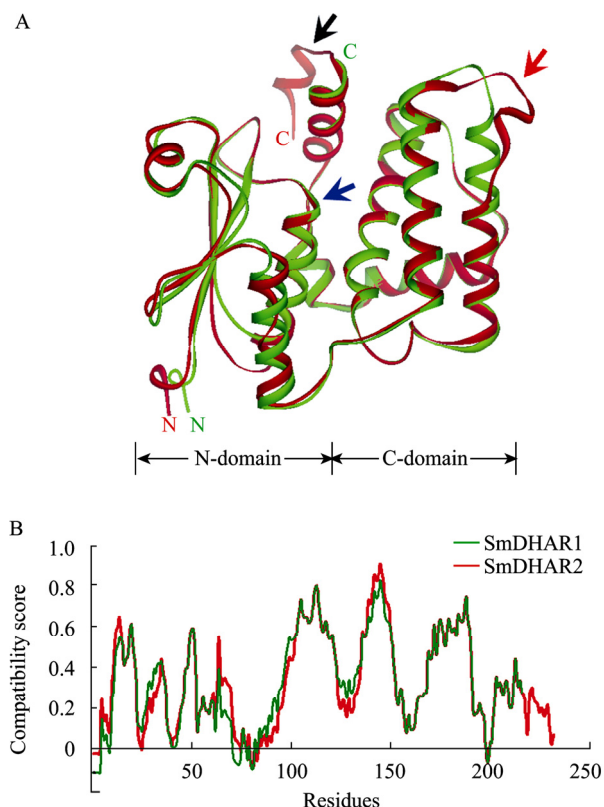 A
C
C
N N
N-domain C-domain
B
SmDHAR1
SmDHAR2
Compatibility score
1.0
0.8
0.6
0.4
0.2
0
50 100 150 200 250
Residues